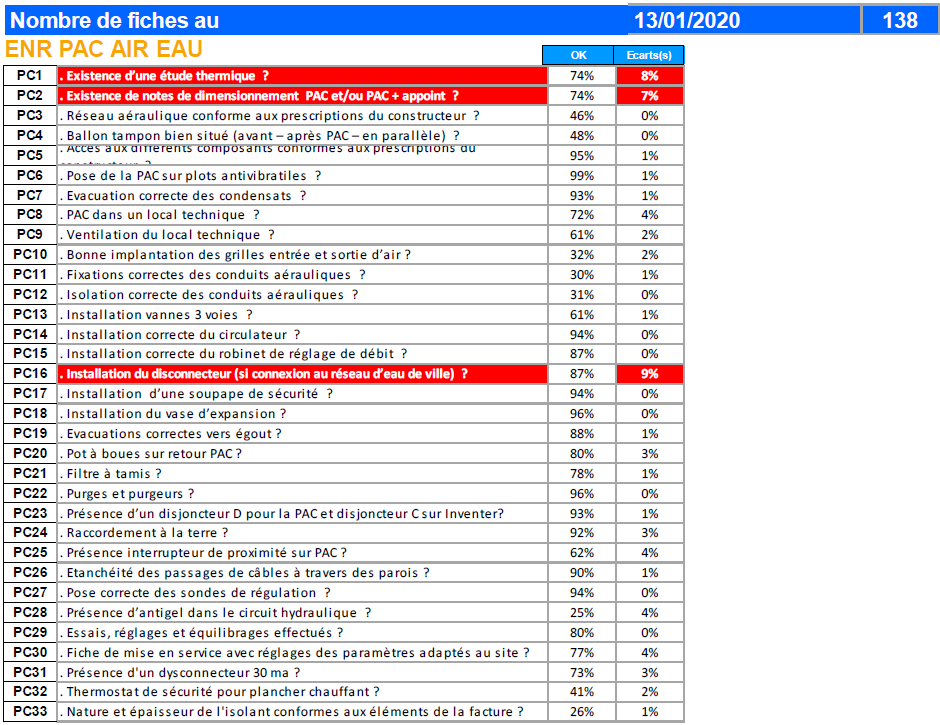 Nombre de fiches au 13/01/2020 138
ENR PAC AIR EAU
OK Ecarts(s)
PC1 . Existence d’une étude thermique ? 74% 8%
PC2 . Existence de notes de dimensionnement PAC et/ou PAC + appoint ? 74% 7%
PC3 . Réseau aéraulique conforme aux prescriptions du constructeur ? 46% 0%
PC4 . Ballon tampon bien situé (avant – après PAC – en parallèle) ? 48% 0%
PC5 . Accès aux différents composants conformes aux prescriptions du 95% 1%
PC6 . Pose de la PAC sur plots antivibratiles ? 99% 1%
PC7 . Evacuation correcte des condensats ? 93% 1%
PC8 . PAC dans un local technique ? 72% 4%
PC9 . Ventilation du local technique ? 61% 2%
PC10 . Bonne implantation des grilles entrée et sortie d’air ? 32% 2%
PC11 . Fixations correctes des conduits aérauliques ? 30% 1%
PC12 . Isolation correcte des conduits aérauliques ? 31% 0%
PC13 . Installation vannes 3 voies ? 61% 1%
PC14 . Installation correcte du circulateur ? 94% 0%
PC15 . Installation correcte du robinet de réglage de débit ? 87% 0%
PC16 . Installation du disconnecteur (si connexion au réseau d’eau de ville) ? 87% 9%
PC17 . Installation d’une soupape de sécurité ? 94% 0%
PC18 . Installation du vase d’expansion ? 96% 0%
PC19 . Evacuations correctes vers égout ? 88% 1%
PC20 . Pot à boues sur retour PAC ? 80% 3%
PC21 . Filtre à tamis ? 78% 1%
PC22 . Purges et purgeurs ? 96% 0%
PC23 . Présence d’un disjoncteur D pour la PAC et disjoncteur C sur Inventer? 93% 1%
PC24 . Raccordement à la terre ? 92% 3%
PC25 . Présence interrupteur de proximité sur PAC ? 62% 4%
PC26 . Etanchéité des passages de câbles à travers des parois ? 90% 1%
PC27 . Pose correcte des sondes de régulation ? 94% 0%
PC28 . Présence d’antigel dans le circuit hydraulique ? 25% 4%
PC29 . Essais, réglages et équilibrages effectués ? 80% 0%
PC30 . Fiche de mise en service avec réglages des paramètres adaptés au site ? 77% 4%
PC31 . Présence d'un dysconnecteur 30 ma ? 73% 3%
PC32 . Thermostat de sécurité pour plancher chauffant ? 41% 2%
PC33 . Nature et épaisseur de l'isolant conformes aux éléments de la facture ? 26% 1%